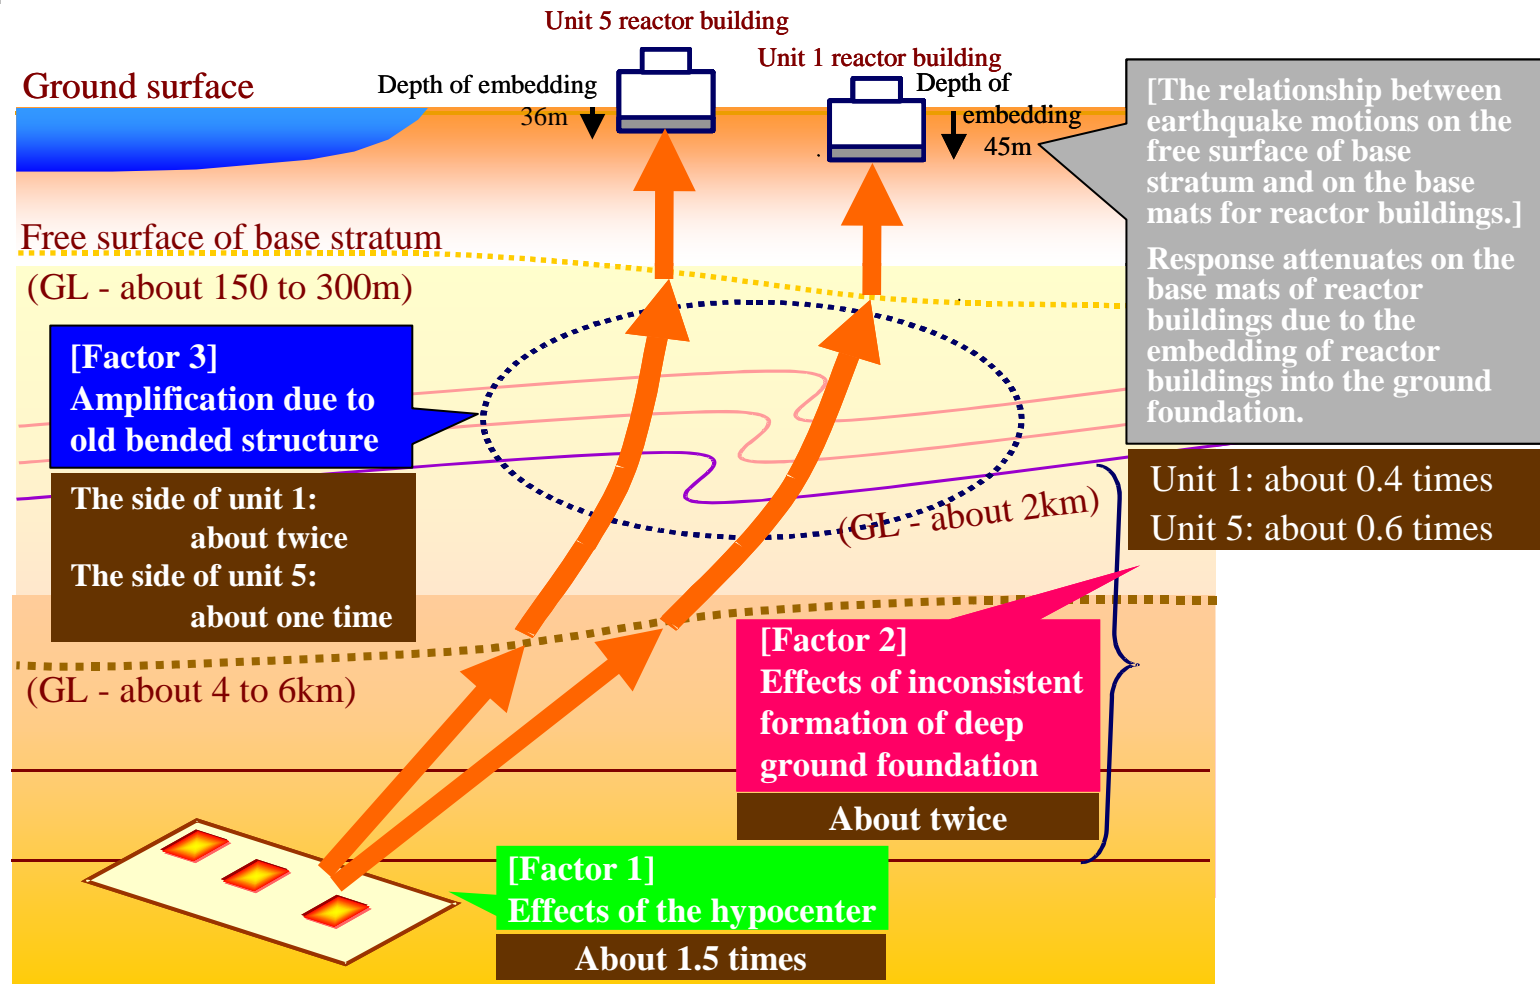 Unit 5 reactor building
Unit 1 reactor building
Ground surface
Depth of embedding
36m
Depth of
embedding
45m
[The relationship between
earthquake motions on the
free surface of base
stratum and on the base
mats for reactor buildings.]
Response attenuates on the
base mats of reactor
buildings due to the
embedding of reactor
buildings into the ground
foundation.
Unit 1: about 0.4 times
Unit 5: about 0.6 times
Free surface of base stratum
(GL - about 150 to 300m)
[Factor 3]
Amplification due to
old bended structure
The side of unit 1:
about twice
The side of unit 5:
about one time
(GL - about 2km)
(GL - about 4 to 6km)
[Factor 2]
Effects of inconsistent
formation of deep
ground foundation
About twice
[Factor 1]
Effects of the hypocenter
About 1.5 times